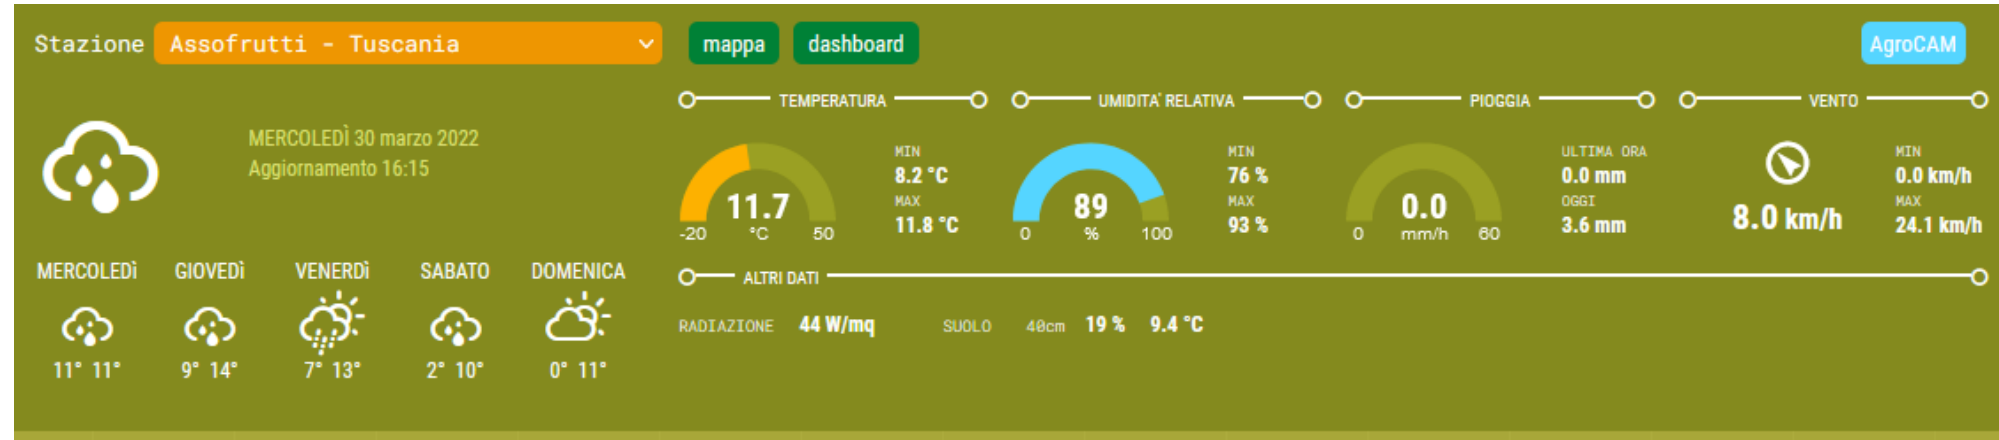 Stazione Assofrutti - Tuscania mappa dashboard AgroCAM
MERCOLEDÌ 30 marzo 2022
Aggiornamento 16:15
MERCOLEDÌ GIOVEDÌ VENERDÌ SABATO DOMENICA
11° 11° 9° 14° 7° 13° 2° 10° 0° 11°
TEMPERATURA
11.7
-20 °C 50
MIN
8.2 °C
MAX
11.8 °C
UMIDITA' RELATIVA
89
0 % 100
MIN
76 %
MAX
93 %
PIOGGIA
0.0
0 mm/h 60
ULTIMA ORA
0.0 mm
OGGI
3.6 mm
VENTO
8.0 km/h
MIN
0.0 km/h
MAX
24.1 km/h
ALTRI DATI
RADIAZIONE 44 W/mq SUOLO 40cm 19 % 9.4 °C